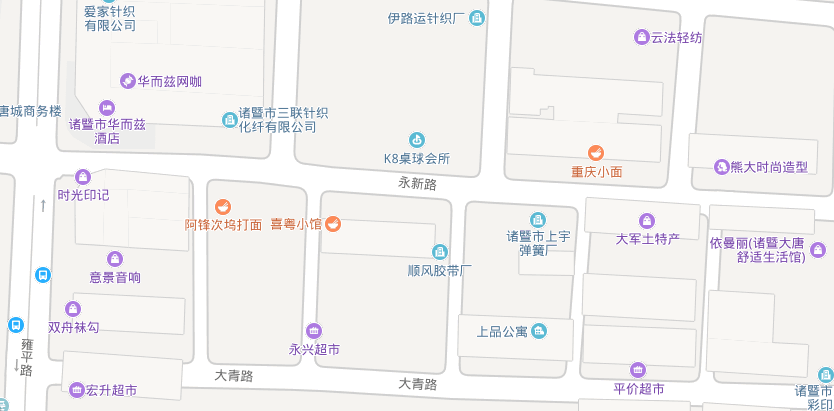 爱家针织
有限公司
伊路运针织厂
云法轻纺
华而兹网咖
唐城商务楼
诸暨市华而兹
酒店
诸暨市三联针织
化纤有限公司
K8桌球会所
重庆小面
熊大时尚造型
永新路
时光印记
阿锋次坞打面
喜粤小馆
诸暨市上宇
弹簧厂
大军土特产
依曼丽(诸暨大唐
舒适生活馆)
顺风胶带厂
意景音响
双舟袜勾
上品公寓
永兴超市
雍平路
大青路
大青路
宏升超市
平价超市
诸暨市
彩印